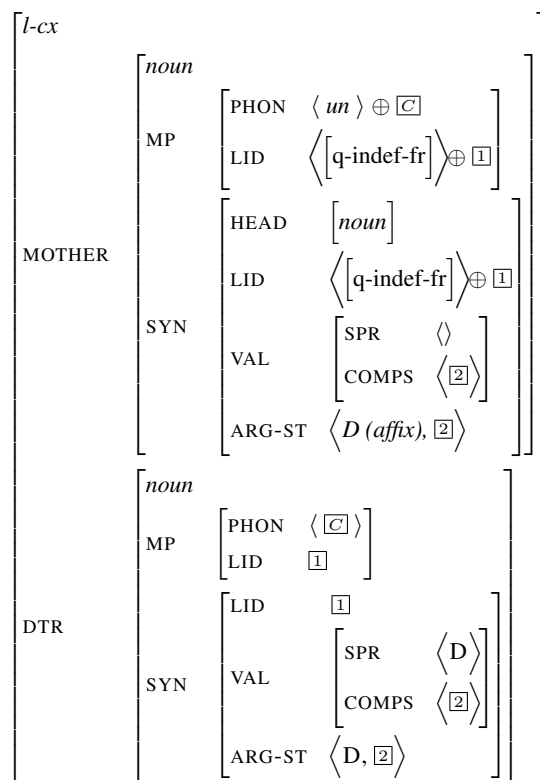 l-cx
noun
PHON ⟨ un ⟩ ⊕ C
MP
LID ⟨[q-indef-fr]⟩⊕ 1
HEAD [noun]
MOTHER
LID ⟨[q-indef-fr]⟩⊕ 1
SYN
SPR ⟨⟩
VAL
COMPS ⟨2⟩
ARG-ST ⟨D (affix), 2⟩
noun
PHON ⟨ C ⟩
MP
LID 1
DTR
LID 1
SPR ⟨D⟩
SYN VAL
COMPS ⟨2⟩
ARG-ST ⟨D, 2⟩